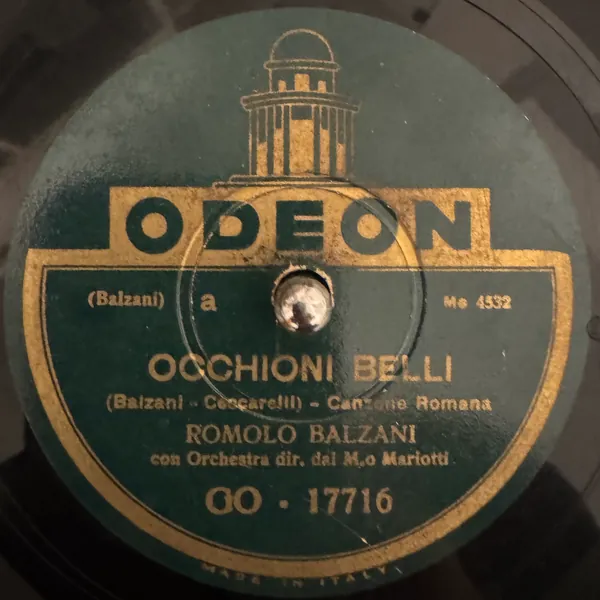 ODEON
(Balzani) a Mo 4532
OCCHIONI BELLI
(Balzani - Ceccarelli) - Canzone Romana
ROMOLO BALZANI
con Orchestra dir. dal M.o Mariotti
GO · 17716
MADE IN ITALY